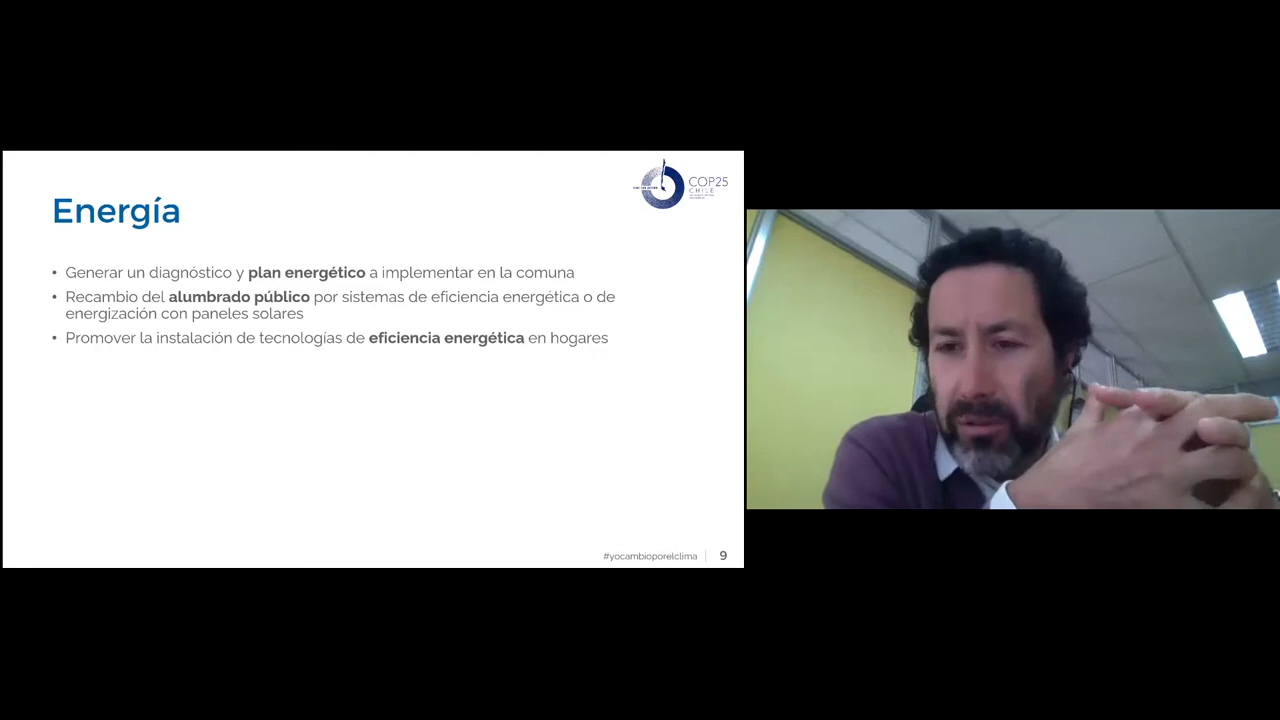 COP25
CHILE
Energía
• Generar un diagnóstico y plan energético a implementar en la comuna
• Recambio del alumbrado público por sistemas de eficiencia energética o de
energización con paneles solares
• Promover la instalación de tecnologías de eficiencia energética en hogares
#yocambioporelclima
9